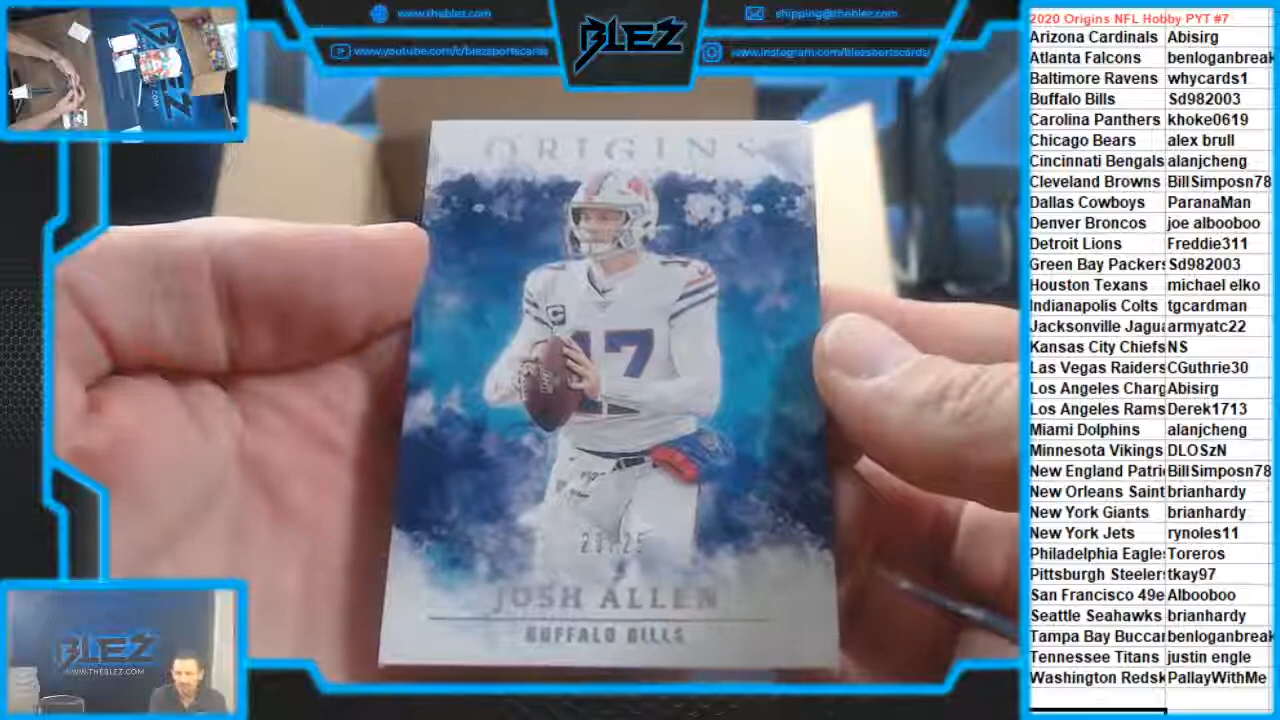 www.theblez.com
www.youtube.com/c/blezsportscards
BLEZ
shipping@theblez.com
www.instagram.com/blezsportscards/
ORIGINS
17
C
JOSH ALLEN
BUFFALO BILLS
BLEZ
BLEZ
WWW.THEBLEZ.COM
2020 Origins NFL Hobby PYT #7
Arizona Cardinals Abisirg
Atlanta Falcons benloganbreak
Baltimore Ravens whycards1
Buffalo Bills Sd982003
Carolina Panthers khoke0619
Chicago Bears alex brull
Cincinnati Bengals alanjcheng
Cleveland Browns BillSimposn78
Dallas Cowboys ParanaMan
Denver Broncos joe albooboo
Detroit Lions Freddie311
Green Bay Packers Sd982003
Houston Texans michael elko
Indianapolis Colts tgcardman
Jacksonville Jagua armyatc22
Kansas City Chiefs NS
Las Vegas Raiders CGuthrie30
Los Angeles Charg Abisirg
Los Angeles Rams Derek1713
Miami Dolphins alanjcheng
Minnesota Vikings DLOSzN
New England Patri BillSimposn78
New Orleans Saint brianhardy
New York Giants brianhardy
New York Jets rynoles11
Philadelphia Eagle Toreros
Pittsburgh Steeler tkay97
San Francisco 49e Albooboo
Seattle Seahawks brianhardy
Tampa Bay Buccar benloganbreak
Tennessee Titans justin engle
Washington Redsk PallayWithMe